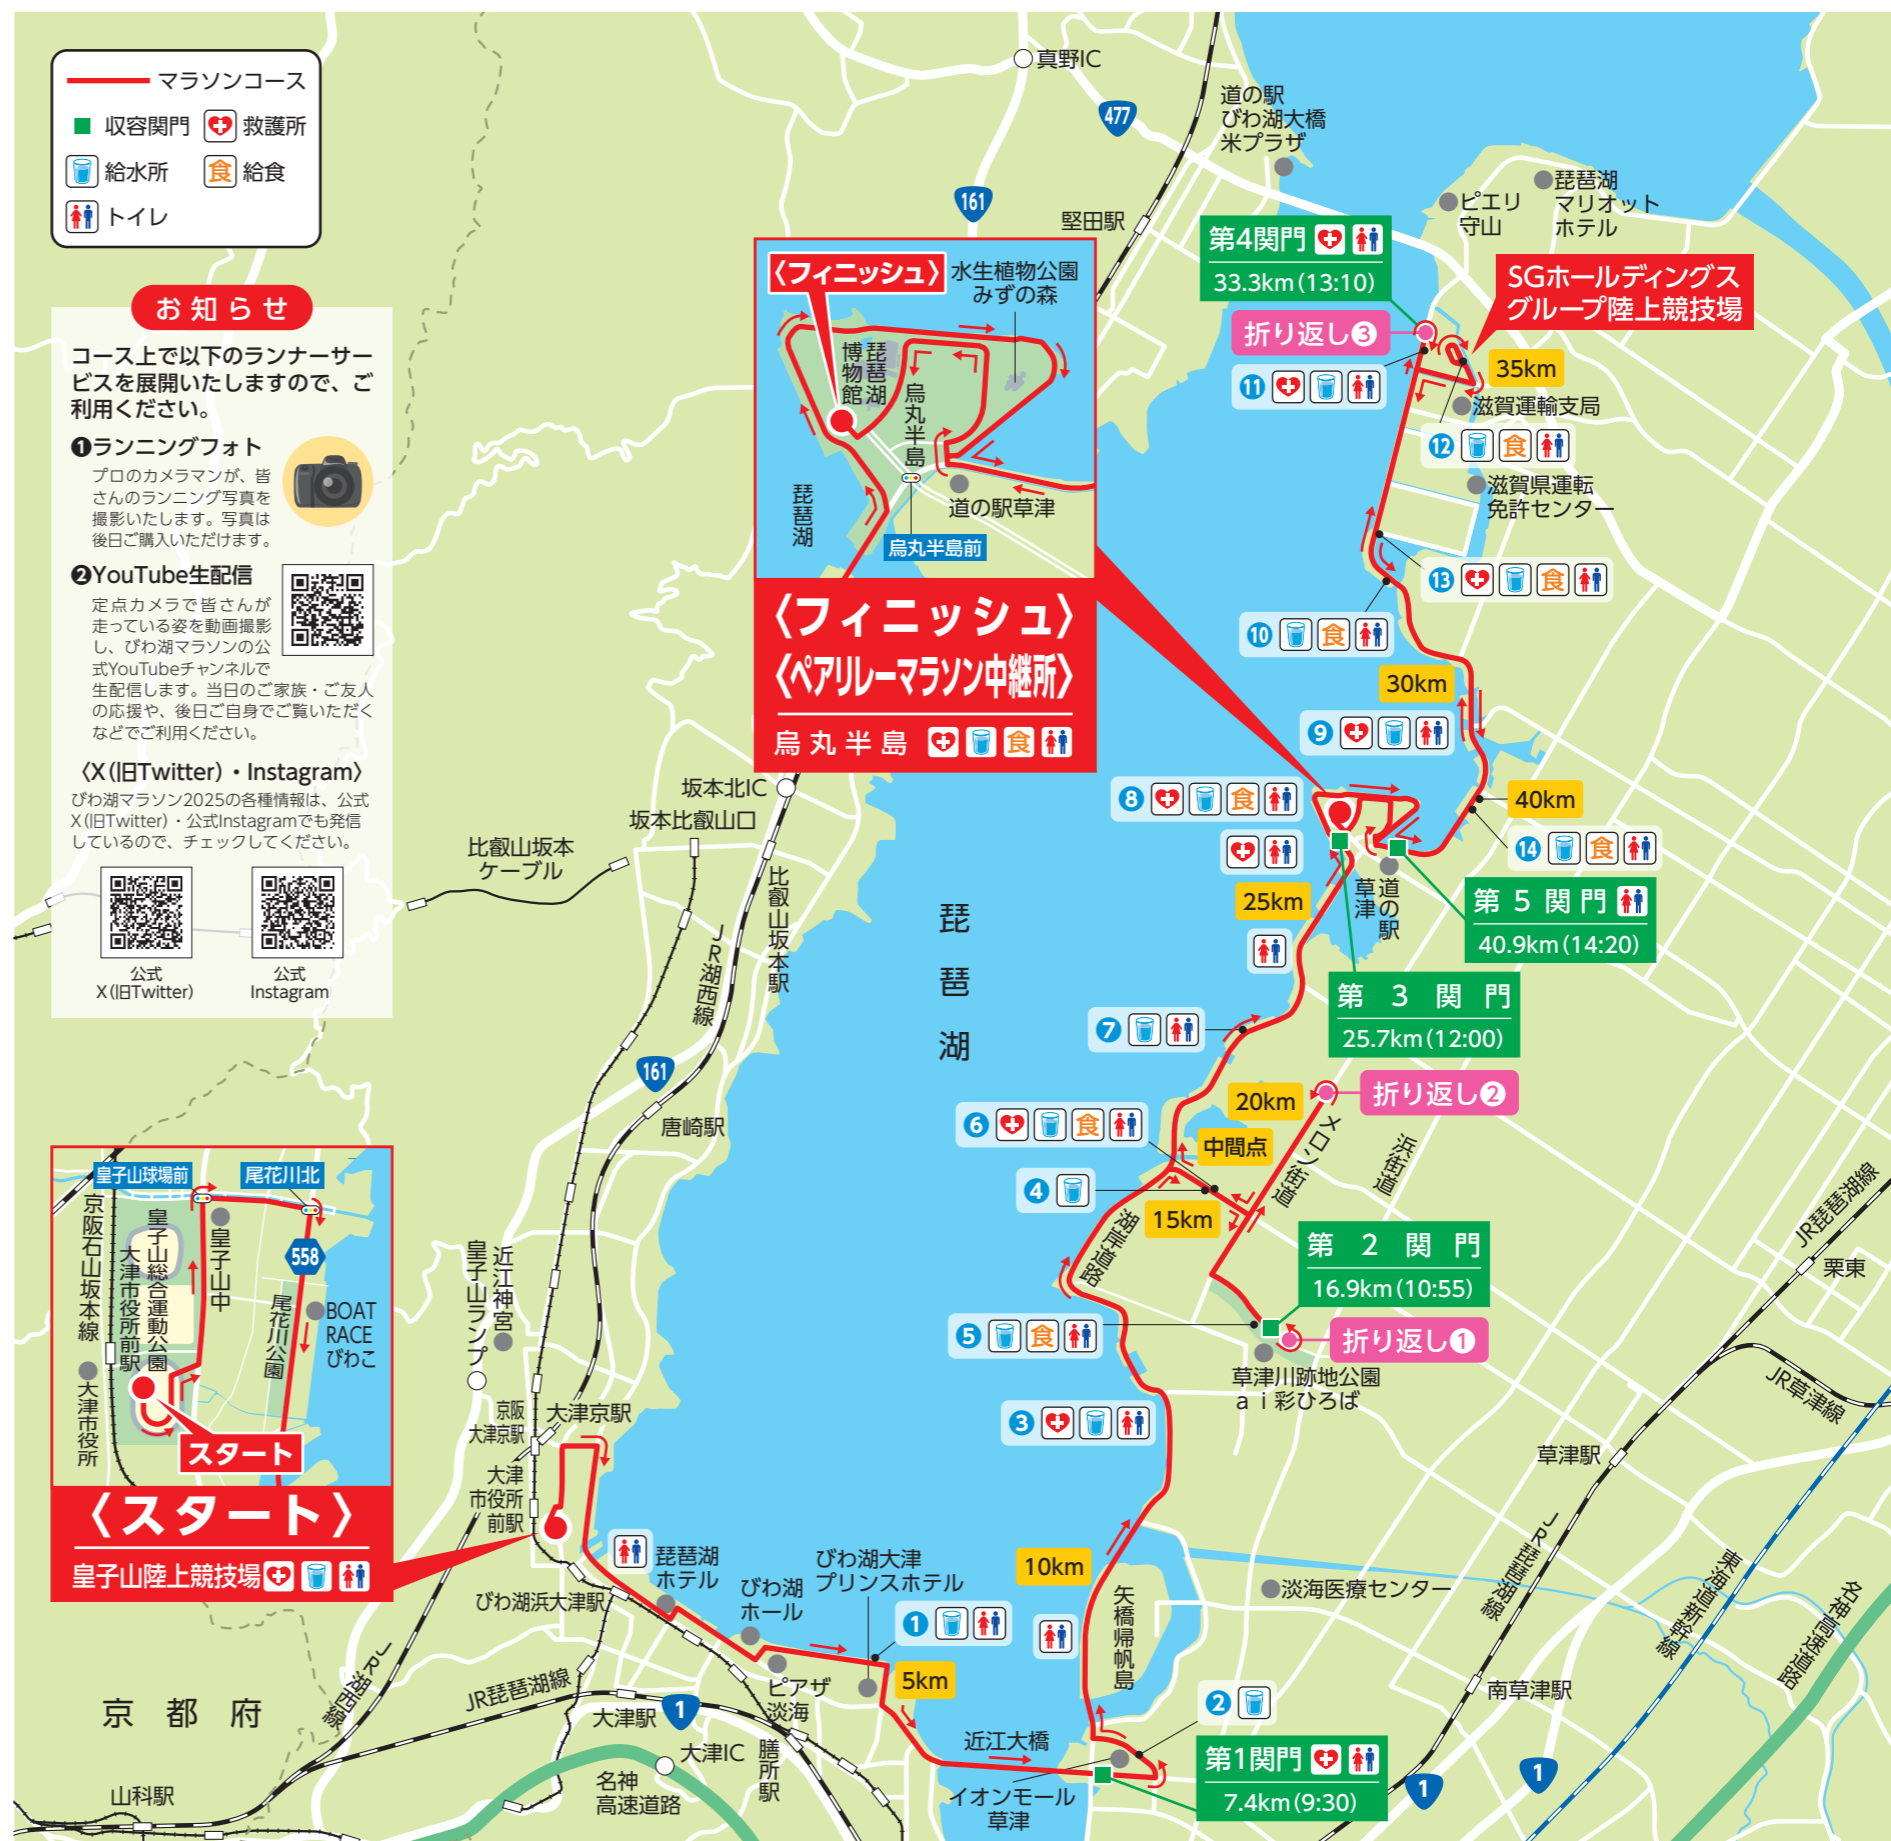 マラソンコース
収容関門
救護所
給水所
食
給食
トイレ
お知らせ
コース上で以下のランナーサー
ビスを展開いたしますので、ご
利用ください。
❶ランニングフォト
プロのカメラマンが、皆
さんのランニング写真を
撮影いたします。写真は
後日ご購入いただけます。
❷YouTube生配信
定点カメラで皆さんが
走っている姿を動画撮影
し、びわ湖マラソンの公
式YouTubeチャンネルで
生配信します。当日のご家族・ご友人
の応援や、後日ご自身でご覧いただく
などでご利用ください。
〈X(旧Twitter)・Instagram〉
びわ湖マラソン2025の各種情報は、公式
X(旧Twitter)・公式Instagramでも発信
しているので、チェックしてください。
公式
X(旧Twitter)
公式
Instagram
真野IC
477
161
堅田駅
道の駅
びわ湖大橋
米プラザ
ピエリ
守山
琵琶湖
マリオット
ホテル
第4関門
33.3km(13:10)
SGホールディングス
グループ陸上競技場
折り返し❸
35km
⓫
滋賀運輸支局
⓬
食
滋賀県運転
免許センター
⓭
食
❿
食
30km
❾
〈フィニッシュ〉
水生植物公園
みずの森
琵琶湖
博物館
烏丸半島
琵琶湖
道の駅草津
烏丸半島前
〈フィニッシュ〉
〈ペアリレーマラソン中継所〉
烏丸半島
食
❽
食
40km
⓮
食
25km
道の駅
草津
第5関門
40.9km(14:20)
第3関門
25.7km(12:00)
❼
坂本北IC
坂本比叡山口
比叡山坂本
ケーブル
比叡山坂本駅
JR湖西線
琵琶湖
161
唐崎駅
20km
折り返し❷
❻
食
中間点
メロン街道
浜街道
❹
15km
湖岸道路
第2関門
16.9km(10:55)
❺
食
折り返し❶
草津川跡地公園
ai彩ひろば
❸
JR琵琶湖線
栗東
JR草津線
草津駅
皇子山球場前
尾花川北
京阪石山坂本線
大津市役所前駅
皇子山総合運動公園
皇子山中
558
尾花川公園
BOAT
RACE
びわこ
大津市役所
スタート
〈スタート〉
皇子山陸上競技場
近江神宮
皇子山ランプ
京阪
大津京駅
大津京駅
大津
市役所
前駅
琵琶湖
ホテル
びわ湖浜大津駅
びわ湖
ホール
びわ湖大津
プリンスホテル
❶
5km
ピアザ
淡海
10km
矢橋帰帆島
淡海医療センター
JR琵琶湖線
東海道新幹線
名神高速道路
南草津駅
❷
近江大橋
イオンモール
草津
第1関門
7.4km(9:30)
1
1
京都府
JR湖西線
JR琵琶湖線
大津駅
1
大津IC
膳所駅
名神
高速道路
山科駅